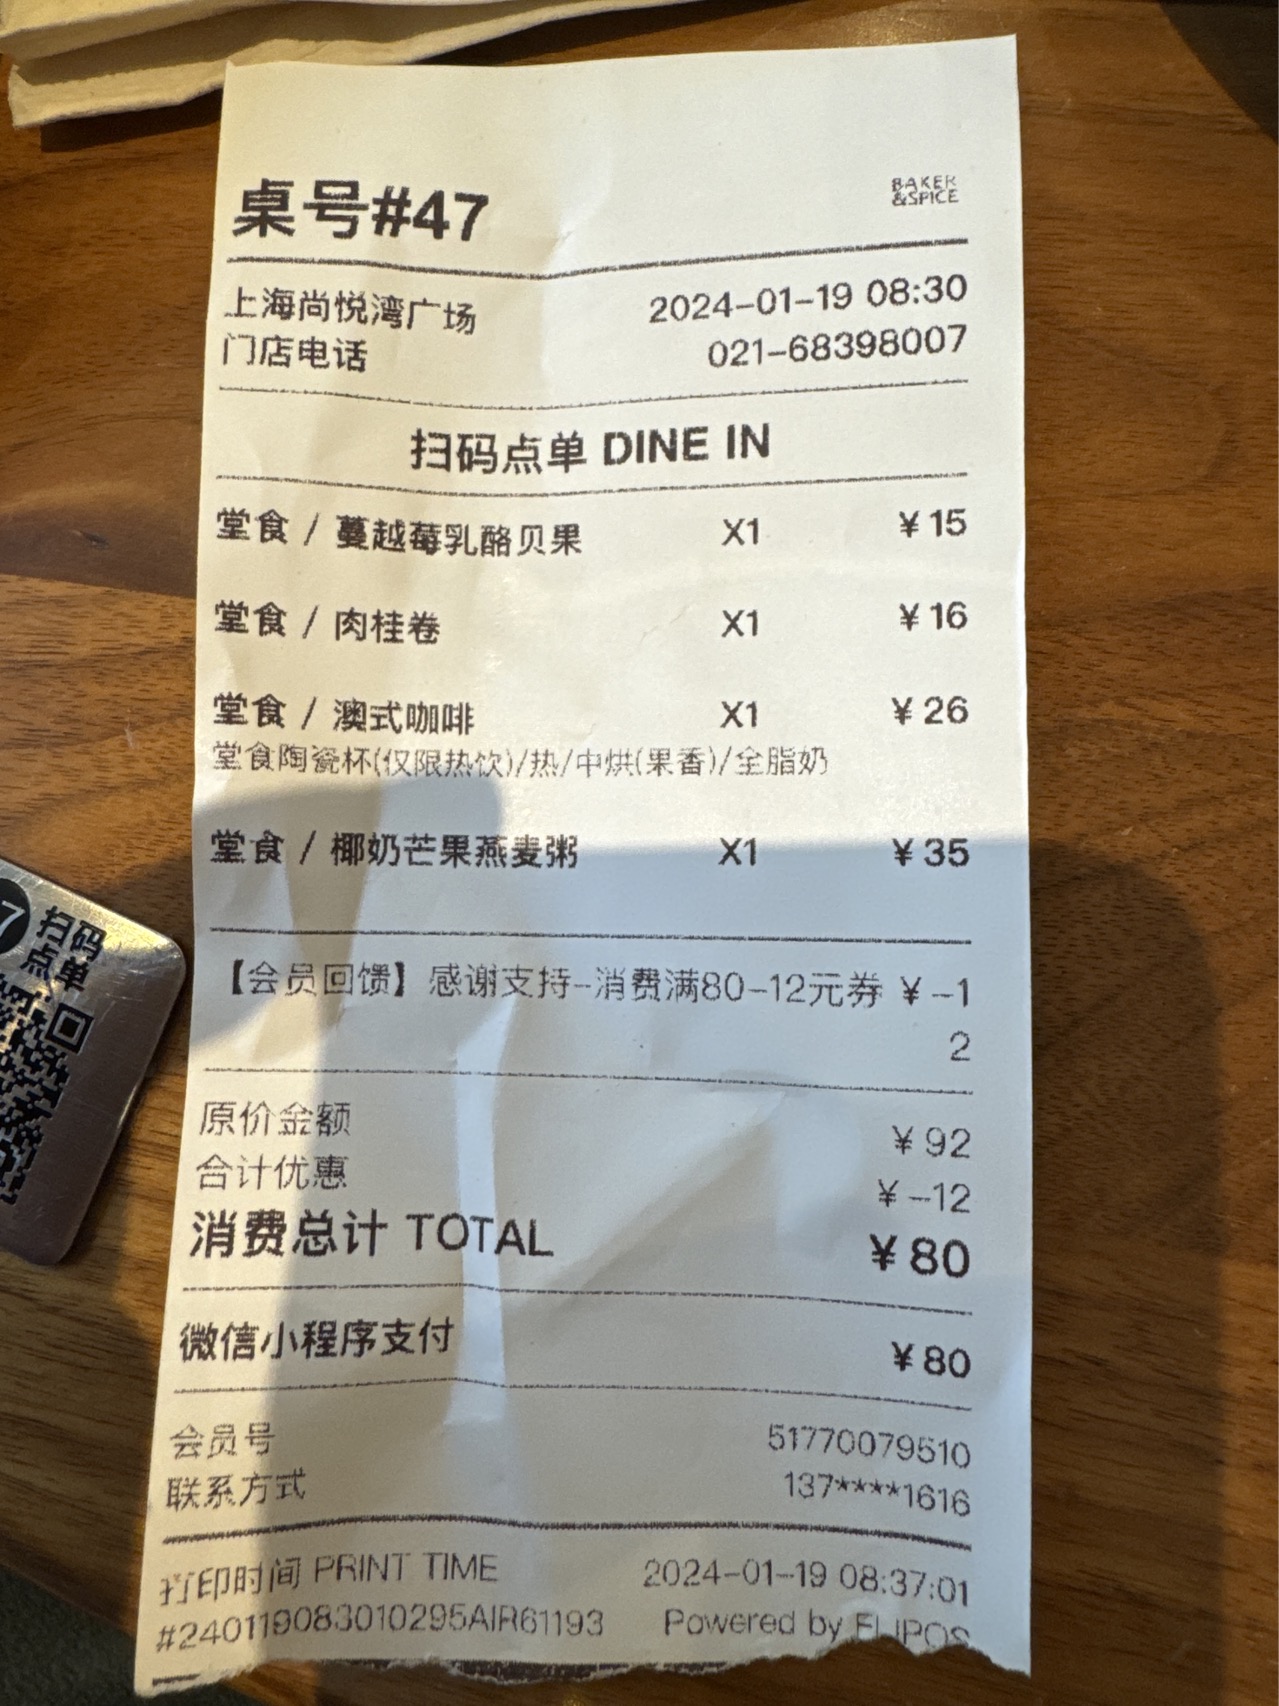 桌号#47
BAKER
&SPICE
上海尚悦湾广场 2024-01-19 08:30
门店电话 021-68398007
扫码点单 DINE IN
堂食 / 蔓越莓乳酪贝果 X1 ¥15
堂食 / 肉桂卷 X1 ¥16
堂食 / 澳式咖啡 X1 ¥26
堂食陶瓷杯(仅限热饮)/热/中烘(果香)/全脂奶
堂食 / 椰奶芒果燕麦粥 X1 ¥35
【会员回馈】感谢支持-消费满80-12元券 ¥-1
2
原价金额 ¥92
合计优惠 ¥-12
消费总计 TOTAL ¥80
微信小程序支付 ¥80
会员号 51770079510
联系方式 137****1616
打印时间 PRINT TIME 2024-01-19 08:37:01
#240119083010295AIR61193 Powered by FLIPOS
7
扫码
点单